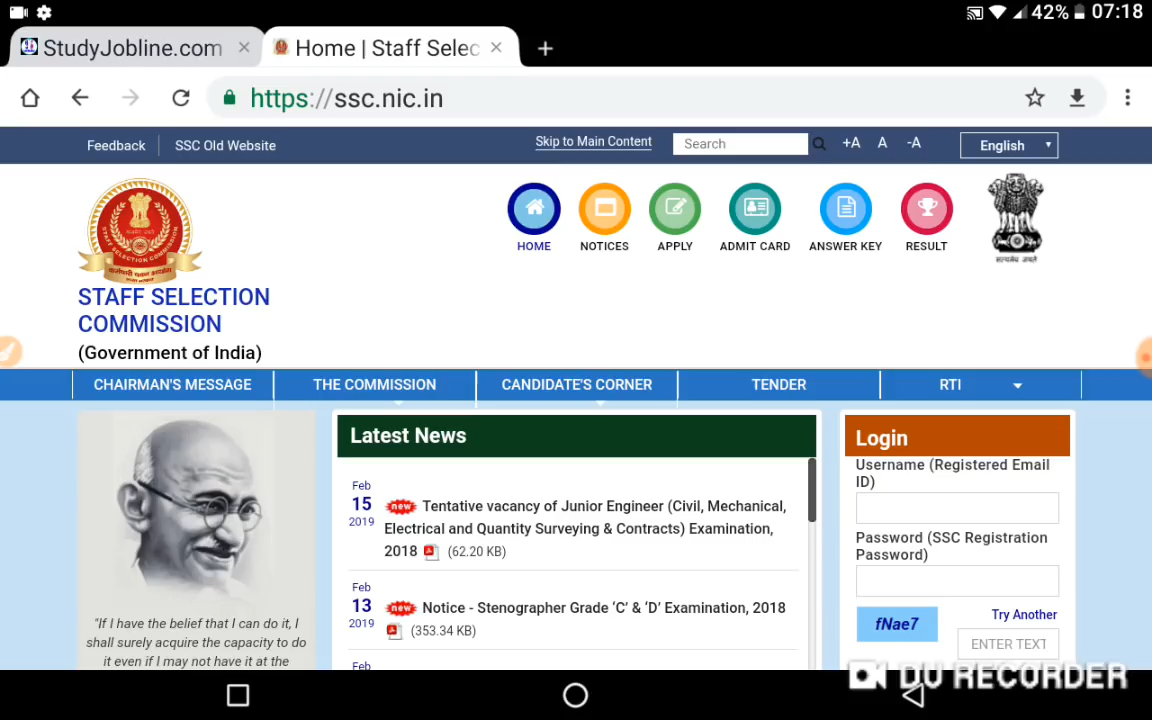 42% 07:18
StudyJobline.com
Home | Staff Selec
https://ssc.nic.in
Feedback
SSC Old Website
Skip to Main Content
Search
+A A -A
English
HOME
NOTICES
APPLY
ADMIT CARD
ANSWER KEY
RESULT
सत्यमेव जयते
STAFF SELECTION
COMMISSION
(Government of India)
CHAIRMAN'S MESSAGE
THE COMMISSION
CANDIDATE'S CORNER
TENDER
RTI
"If I have the belief that I can do it, I
shall surely acquire the capacity to do
it even if I may not have it at the
Latest News
Feb
15
2019
new Tentative vacancy of Junior Engineer (Civil, Mechanical,
Electrical and Quantity Surveying & Contracts) Examination,
2018 (62.20 KB)
Feb
13
2019
new Notice - Stenographer Grade ‘C’ & ‘D’ Examination, 2018
(353.34 KB)
Feb
Login
Username (Registered Email
ID)
Password (SSC Registration
Password)
fNae7
Try Another
ENTER TEXT
DU RECORDER